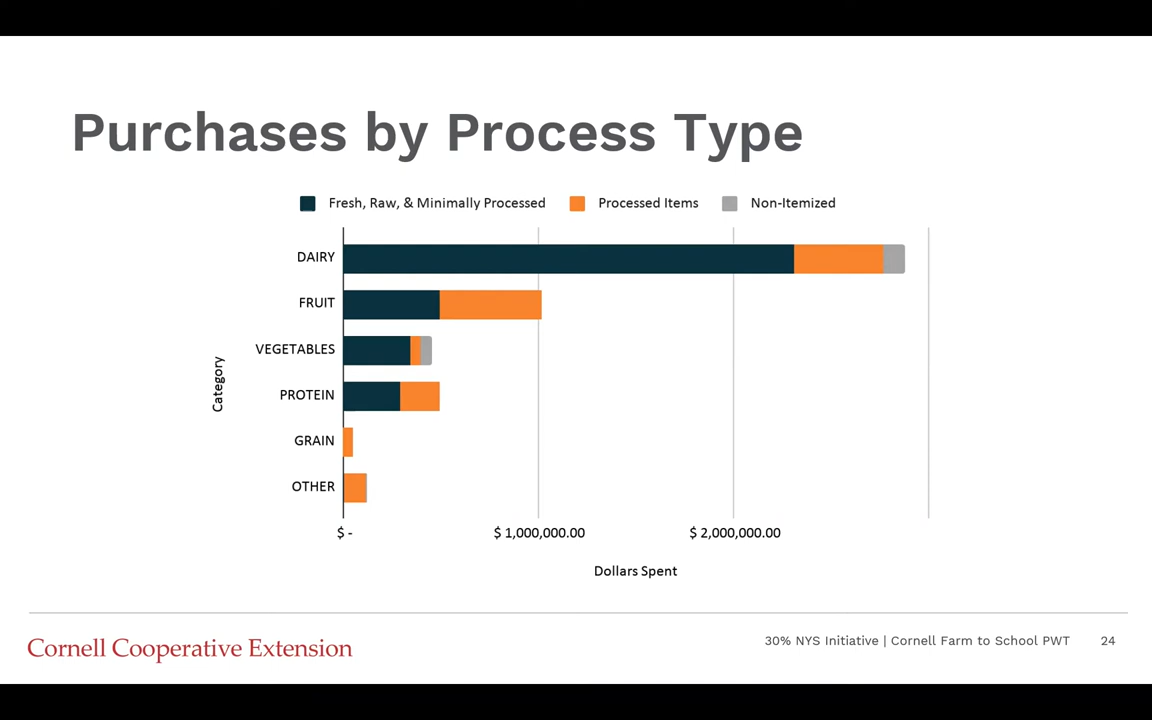 Purchases by Process Type
Fresh, Raw, & Minimally Processed Processed Items Non-Itemized
Category
DAIRY
FRUIT
VEGETABLES
PROTEIN
GRAIN
OTHER
$ - $ 1,000,000.00 $ 2,000,000.00
Dollars Spent
Cornell Cooperative Extension
30% NYS Initiative | Cornell Farm to School PWT 24